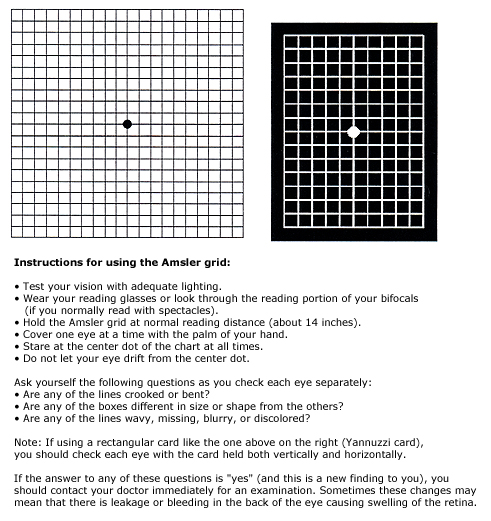 Instructions for using the Amsler grid:
• Test your vision with adequate lighting.
• Wear your reading glasses or look through the reading portion of your bifocals
(if you normally read with spectacles).
• Hold the Amsler grid at normal reading distance (about 14 inches).
• Cover one eye at a time with the palm of your hand.
• Stare at the center dot of the chart at all times.
• Do not let your eye drift from the center dot.
Ask yourself the following questions as you check each eye separately:
• Are any of the lines crooked or bent?
• Are any of the boxes different in size or shape from the others?
• Are any of the lines wavy, missing, blurry, or discolored?
Note: If using a rectangular card like the one above on the right (Yannuzzi card),
you should check each eye with the card held both vertically and horizontally.
If the answer to any of these questions is "yes" (and this is a new finding to you), you
should contact your doctor immediately for an examination. Sometimes these changes may
mean that there is leakage or bleeding in the back of the eye causing swelling of the retina.